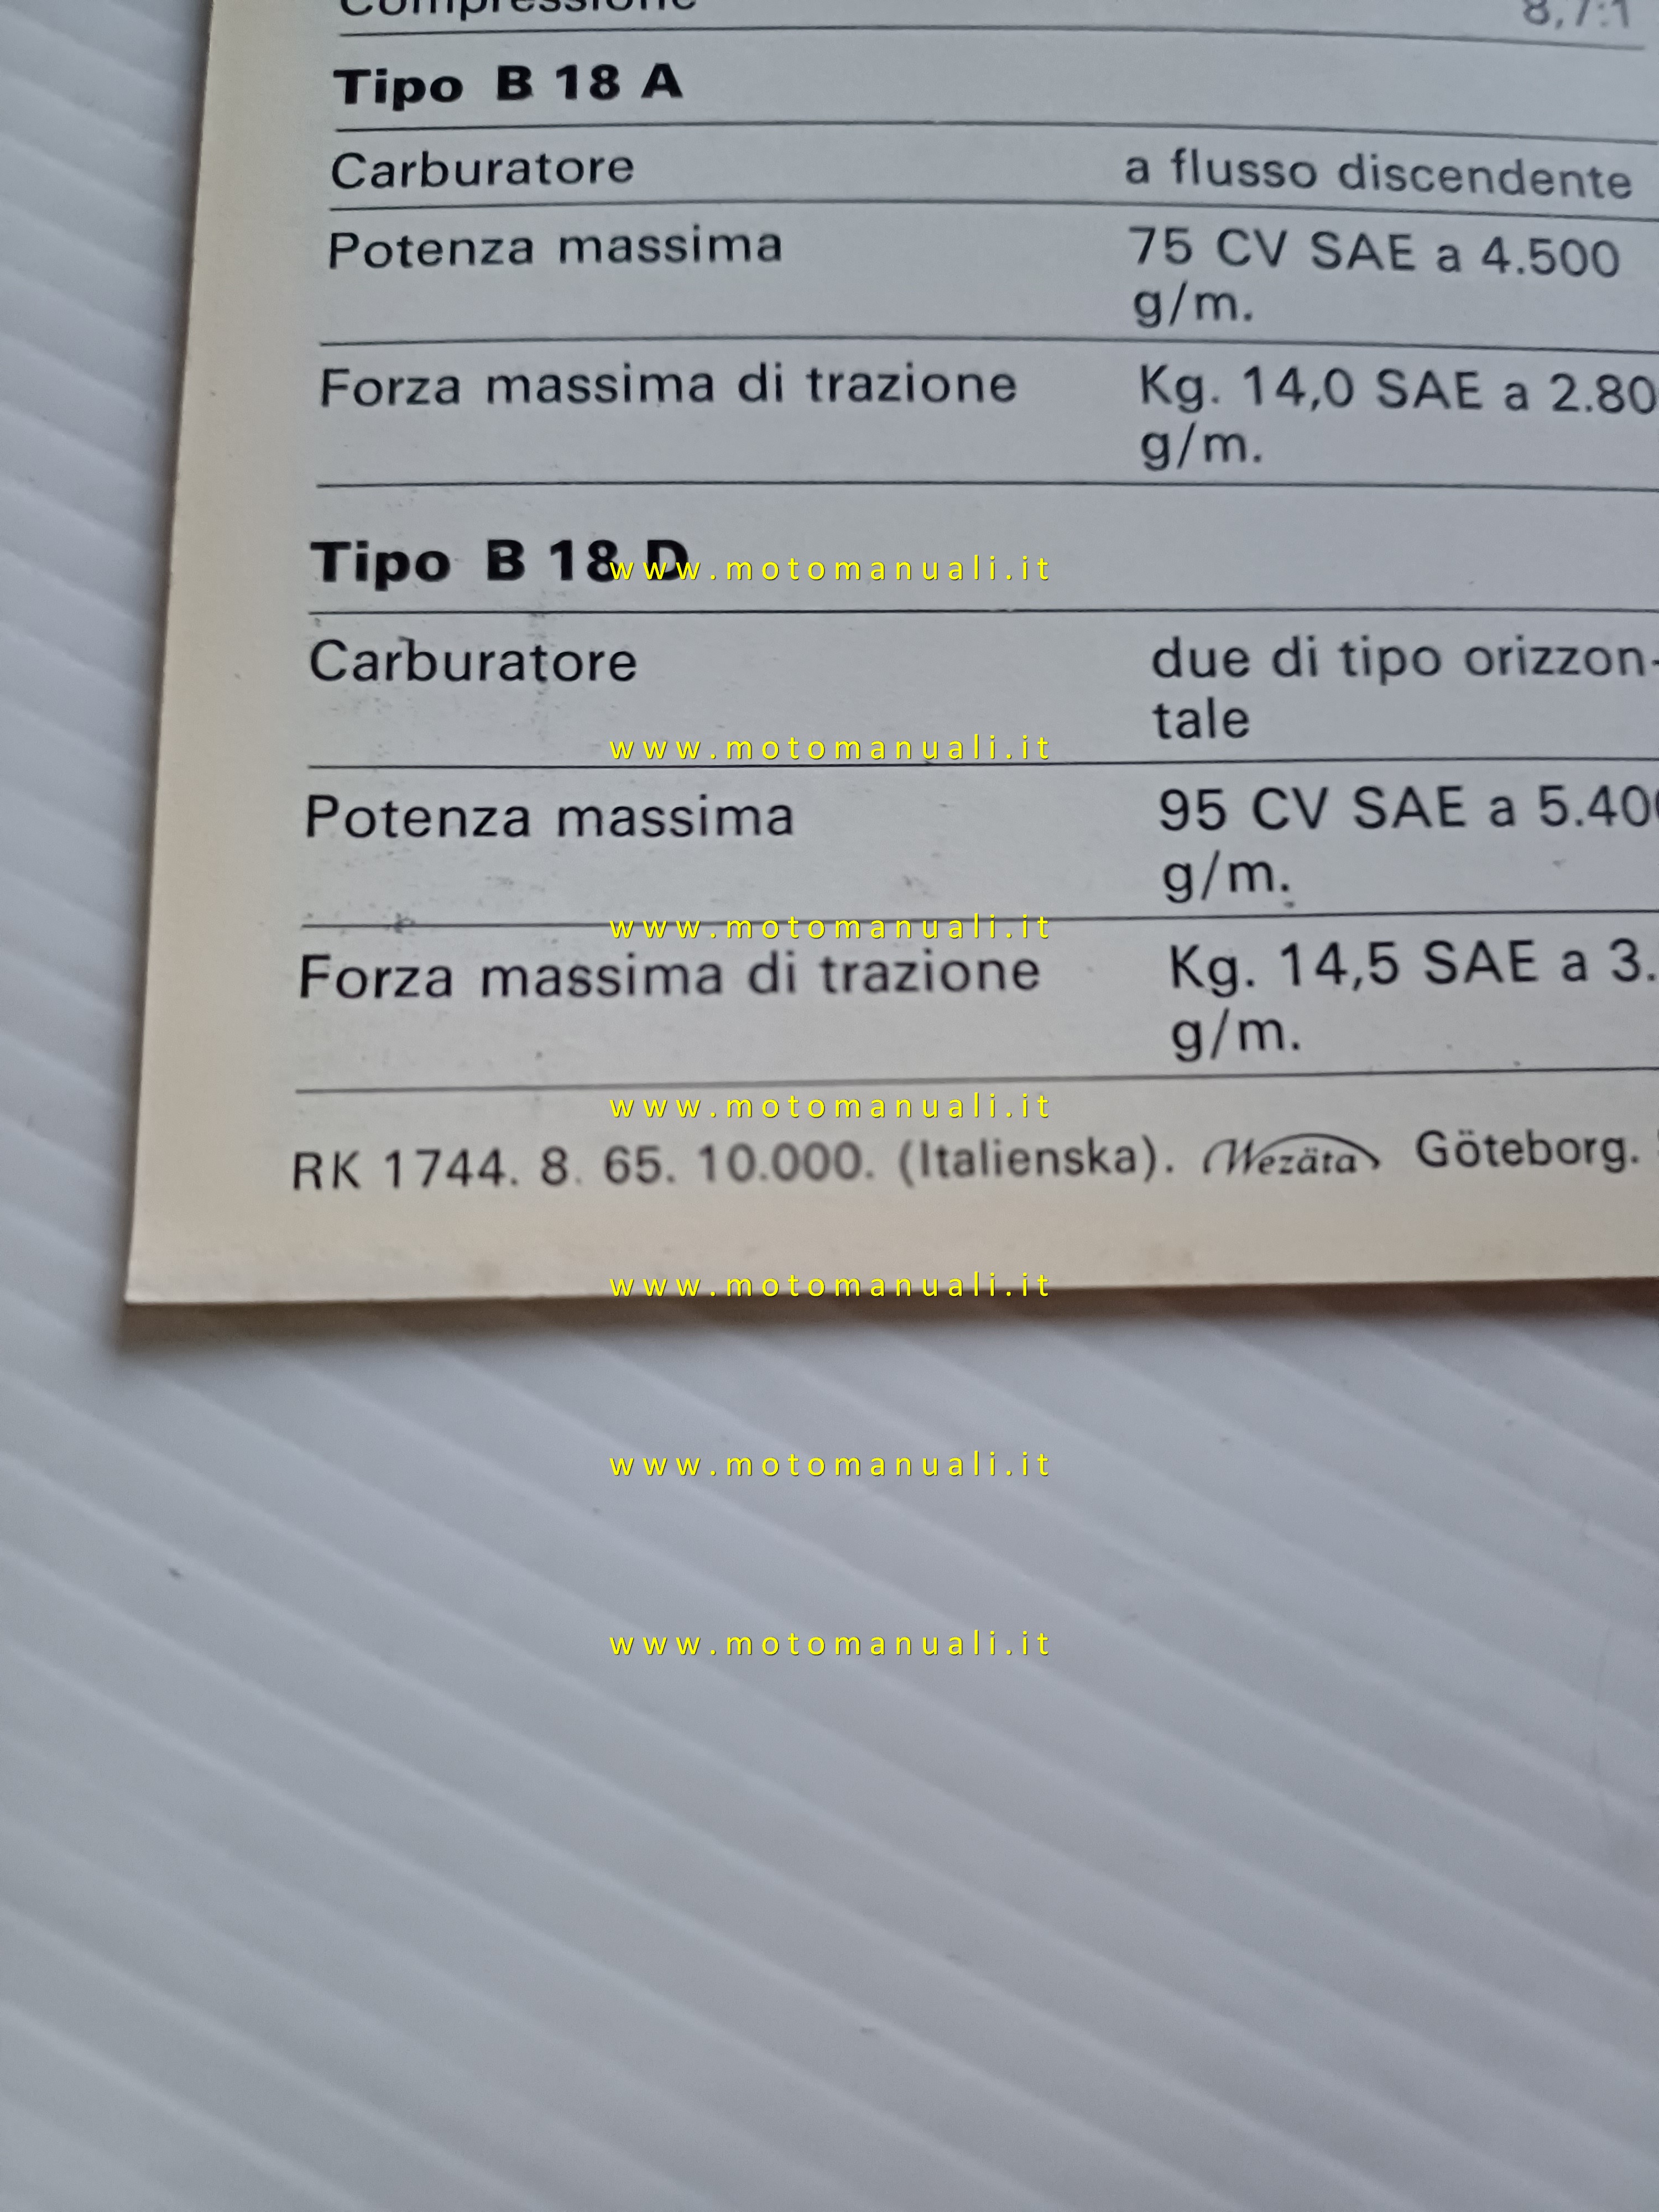 Compressione 8,7:1
Tipo B 18 A
Carburatore a flusso discendente
Potenza massima 75 CV SAE a 4.500
g/m.
Forza massima di trazione Kg. 14,0 SAE a 2.80
g/m.
Tipo B 18 D
www.motomanuali.it
Carburatore due di tipo orizzon-
tale
www.motomanuali.it
Potenza massima 95 CV SAE a 5.40
g/m.
www.motomanuali.it
Forza massima di trazione Kg. 14,5 SAE a 3.
g/m.
www.motomanuali.it
RK 1744. 8. 65. 10.000. (Italienska). Wezäta Göteborg.
www.motomanuali.it
www.motomanuali.it
www.motomanuali.it